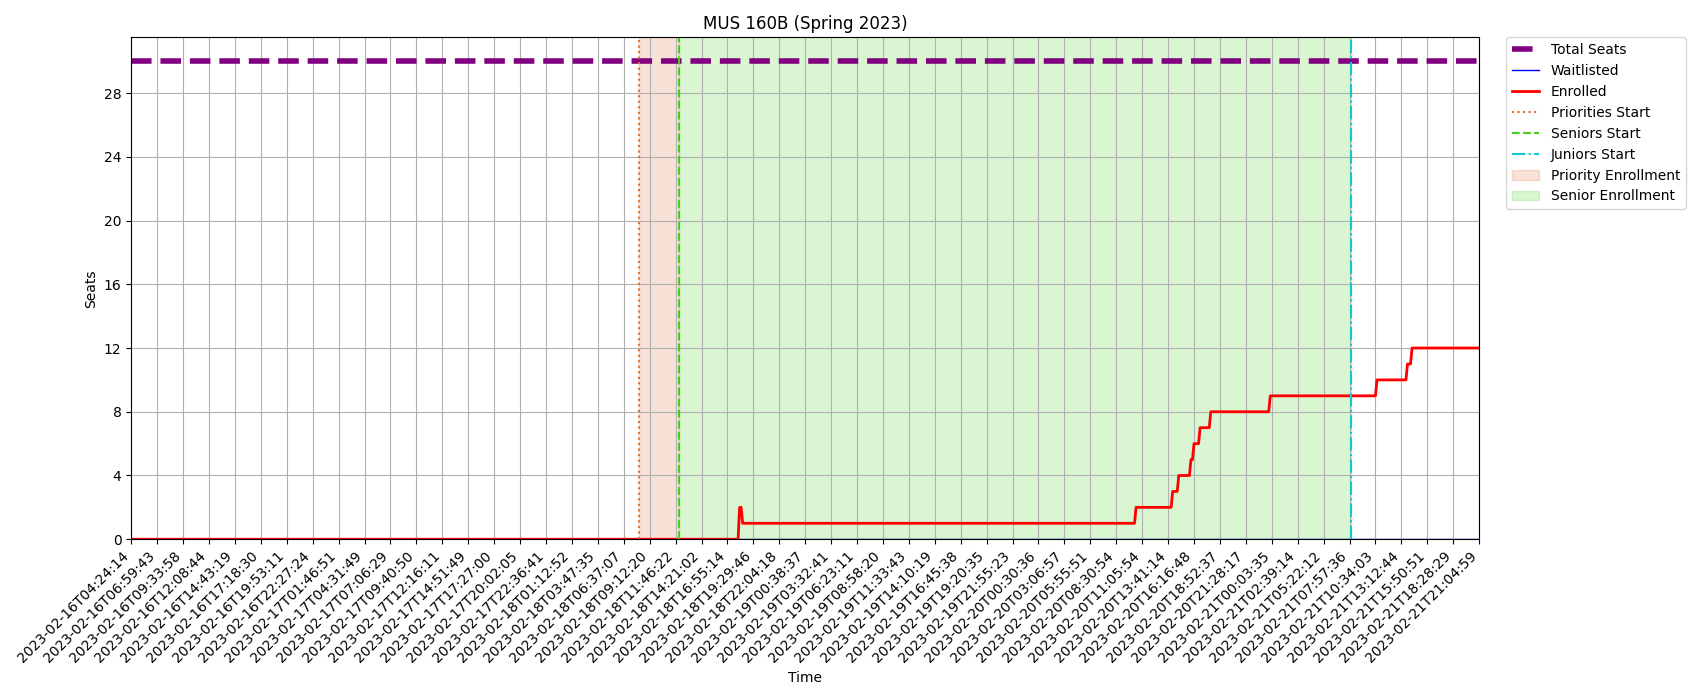 MUS 160B (Spring 2023)
Total Seats
Waitlisted
Enrolled
Priorities Start
Seniors Start
Juniors Start
Priority Enrollment
Senior Enrollment
Seats
28
24
20
16
12
8
4
0
2023-02-16T04:24:14
2023-02-16T06:59:43
2023-02-16T09:33:58
2023-02-16T12:08:44
2023-02-16T14:43:19
2023-02-16T17:18:30
2023-02-16T19:53:11
2023-02-16T22:27:24
2023-02-17T01:46:51
2023-02-17T04:31:49
2023-02-17T07:06:29
2023-02-17T09:40:50
2023-02-17T12:16:11
2023-02-17T14:51:49
2023-02-17T17:27:00
2023-02-17T20:02:05
2023-02-17T22:36:41
2023-02-18T01:12:52
2023-02-18T03:47:35
2023-02-18T06:37:07
2023-02-18T09:12:20
2023-02-18T11:46:22
2023-02-18T14:21:02
2023-02-18T16:55:14
2023-02-18T19:29:46
2023-02-18T22:04:18
2023-02-19T00:38:37
2023-02-19T03:32:41
2023-02-19T06:23:11
2023-02-19T08:58:20
2023-02-19T11:33:43
2023-02-19T14:10:19
2023-02-19T16:45:38
2023-02-19T19:20:35
2023-02-19T21:55:23
2023-02-20T00:30:36
2023-02-20T03:06:57
2023-02-20T05:55:51
2023-02-20T08:30:54
2023-02-20T11:05:54
2023-02-20T13:41:14
2023-02-20T16:16:48
2023-02-20T18:52:37
2023-02-20T21:28:17
2023-02-21T00:03:35
2023-02-21T02:39:14
2023-02-21T05:22:12
2023-02-21T07:57:36
2023-02-21T10:34:03
2023-02-21T13:12:44
2023-02-21T15:50:51
2023-02-21T18:28:29
2023-02-21T21:04:59
Time